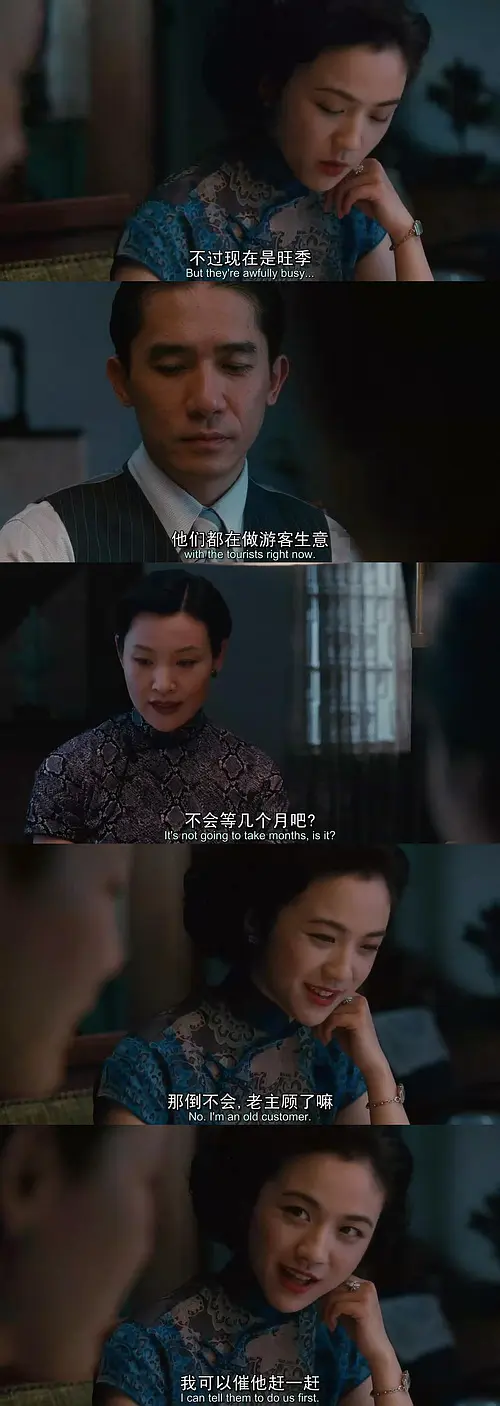 不过现在是旺季
But they're awfully busy...
他们都在做游客生意
with the tourists right now.
不会等几个月吧?
It's not going to take months, is it?
那倒不会,老主顾了嘛
No. I'm an old customer.
我可以催他赶一赶
I can tell them to do us first.